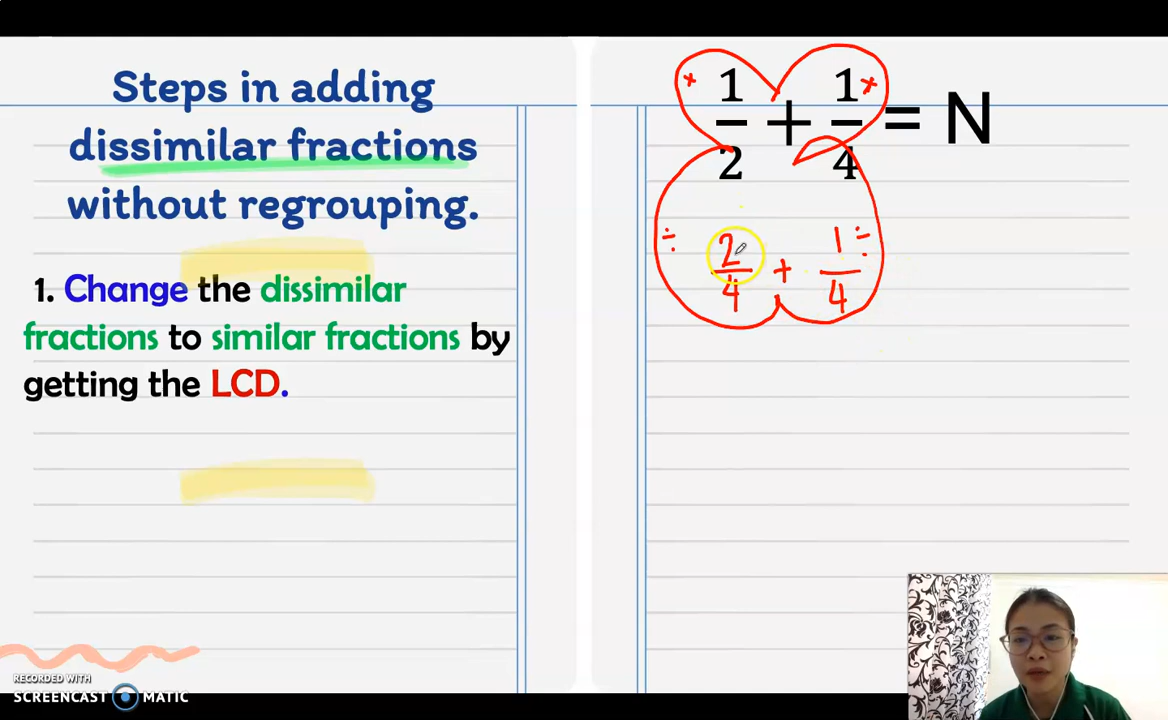 Steps in adding
dissimilar fractions
without regrouping.
1. Change the dissimilar
fractions to similar fractions by
getting the LCD.
× 1/2 + 1/4 × = N
÷ 2/4 + 1/4 ÷
RECORDED WITH
SCREENCAST MATIC